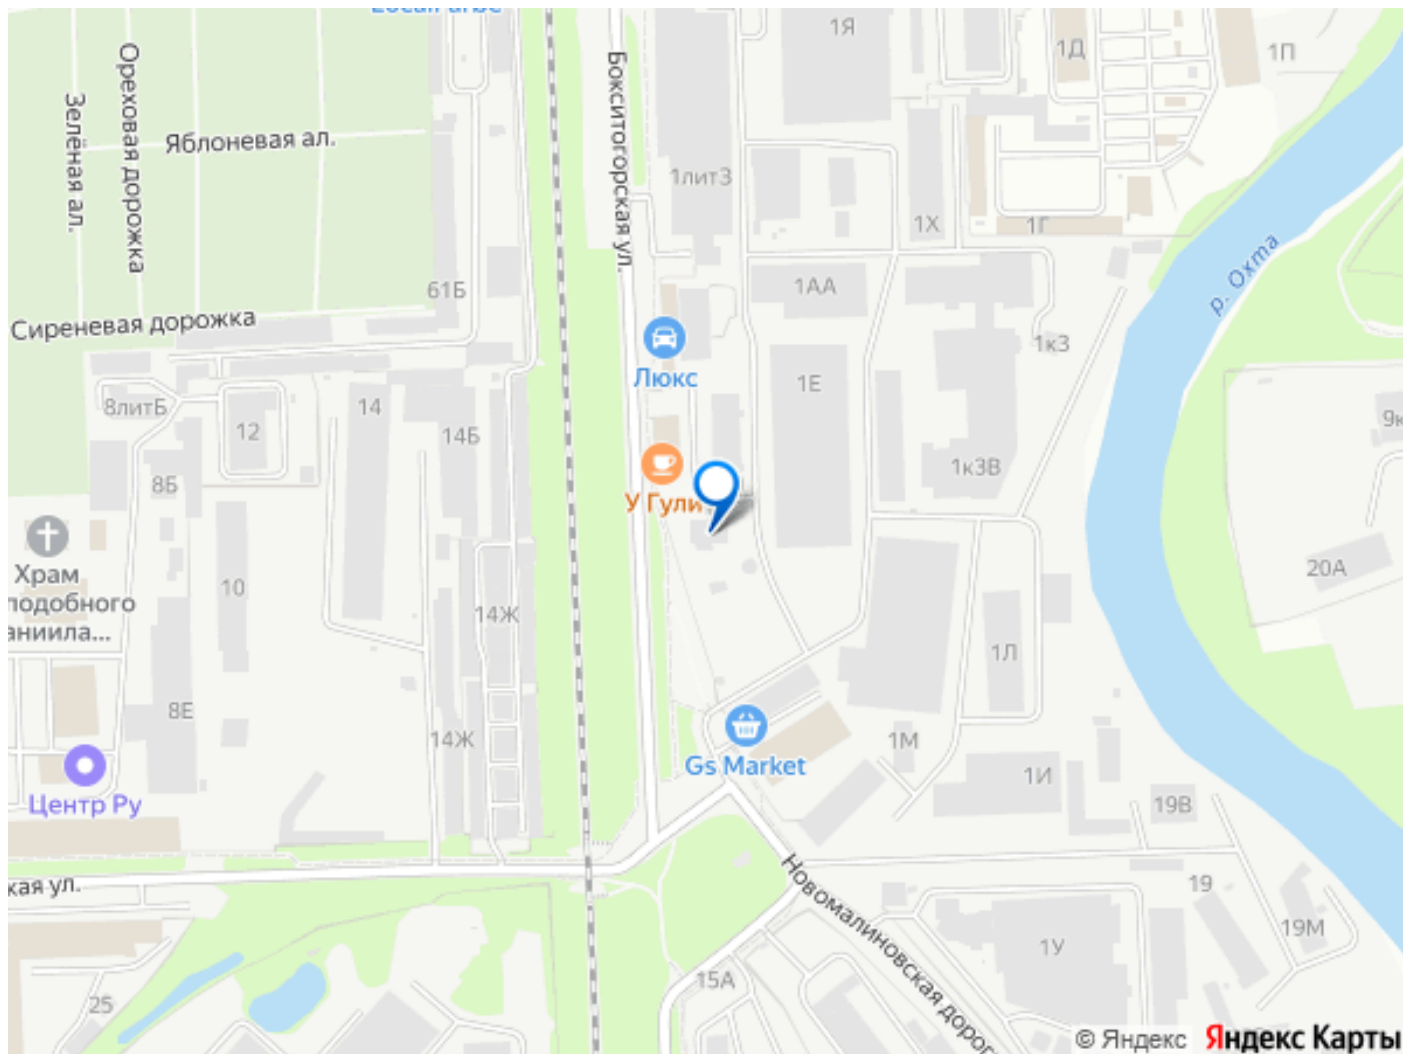 1Я
1Д
1П
Бокситогорская ул.
Ореховая дорожка
Зелёная ал.
Яблоневая ал.
1лит3
1Х
1Г
р. Охта
61Б
1АА
Сиреневая дорожка
1к3
Люкс
1Е
8литБ
14
12
14Б
9к
1к3В
8Б
У Гули
Храм
подобного
аниила...
10
20А
14Ж
1Л
8Е
14Ж
1М
Gs Market
1И
Центр Ру
19В
кая ул.
Новомалиновская дорог
19
19М
1У
15А
25
© Яндекс
Яндекс Карты